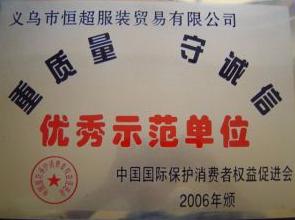 义乌市恒超服装贸易有限公司
重质量 守诚信
优秀示范单位
中国国际保护消费者权益促进会
2006年颁